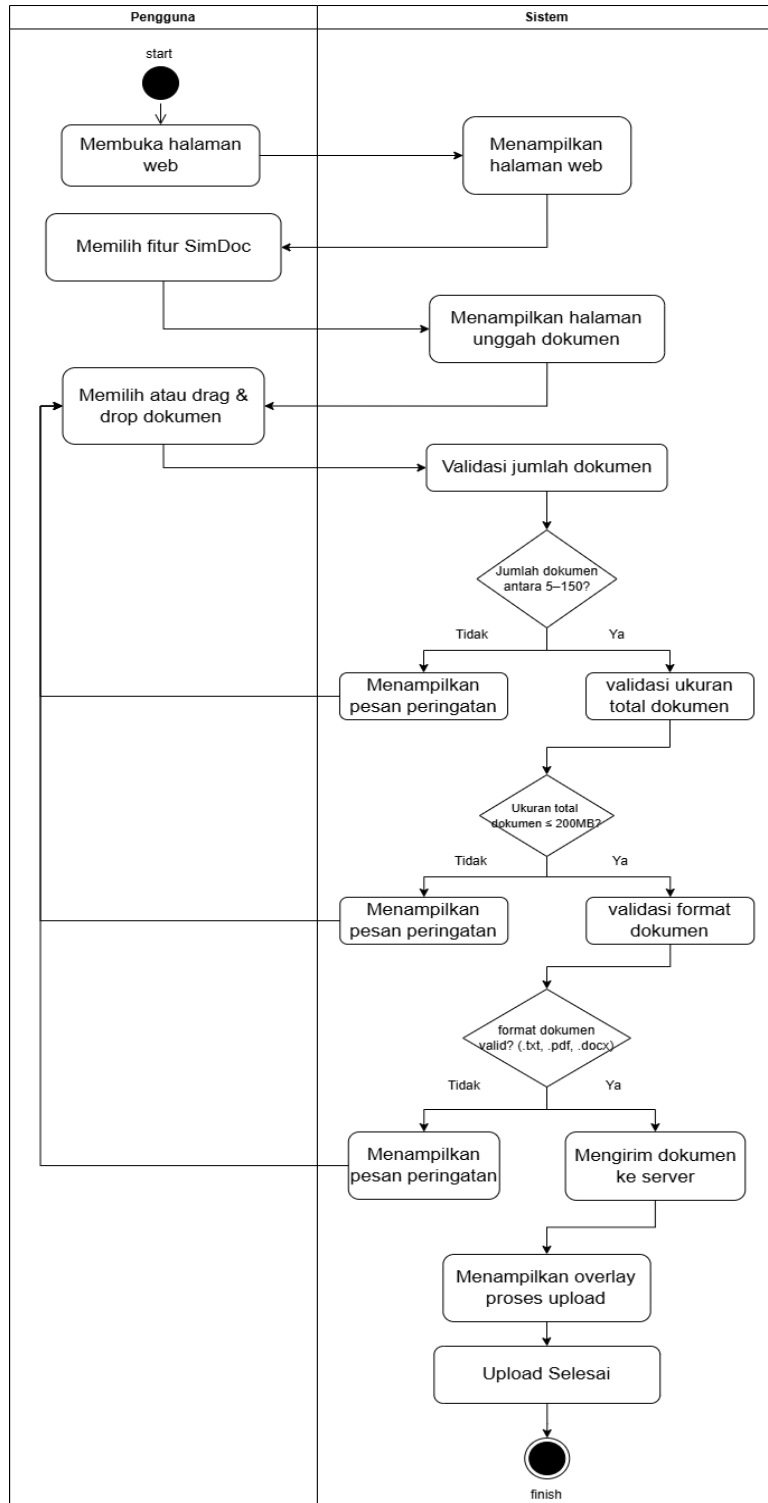 Pengguna
Sistem
start
Membuka halaman
web
Menampilkan
halaman web
Memilih fitur SimDoc
Menampilkan halaman
unggah dokumen
Memilih atau drag &
drop dokumen
Validasi jumlah dokumen
Jumlah dokumen
antara 5–150?
Tidak
Ya
Menampilkan
pesan peringatan
validasi ukuran
total dokumen
Ukuran total
dokumen ≤ 200MB?
Tidak
Ya
Menampilkan
pesan peringatan
validasi format
dokumen
format dokumen
valid? (.txt, .pdf, .docx)
Tidak
Ya
Menampilkan
pesan peringatan
Mengirim dokumen
ke server
Menampilkan overlay
proses upload
Upload Selesai
finish